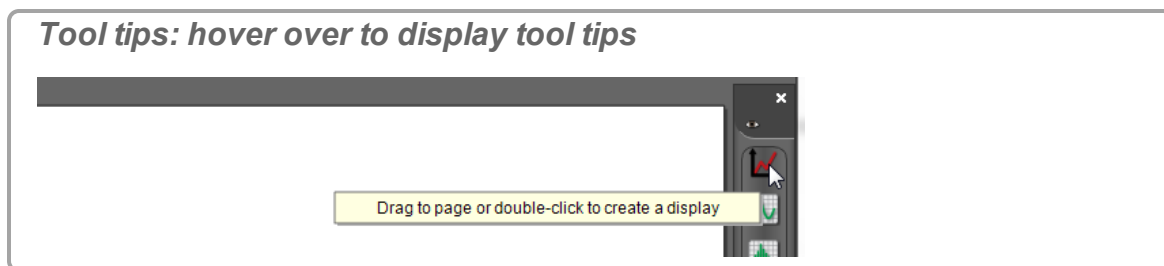 Tool tips: hover over to display tool tips
Drag to page or double-click to create a display